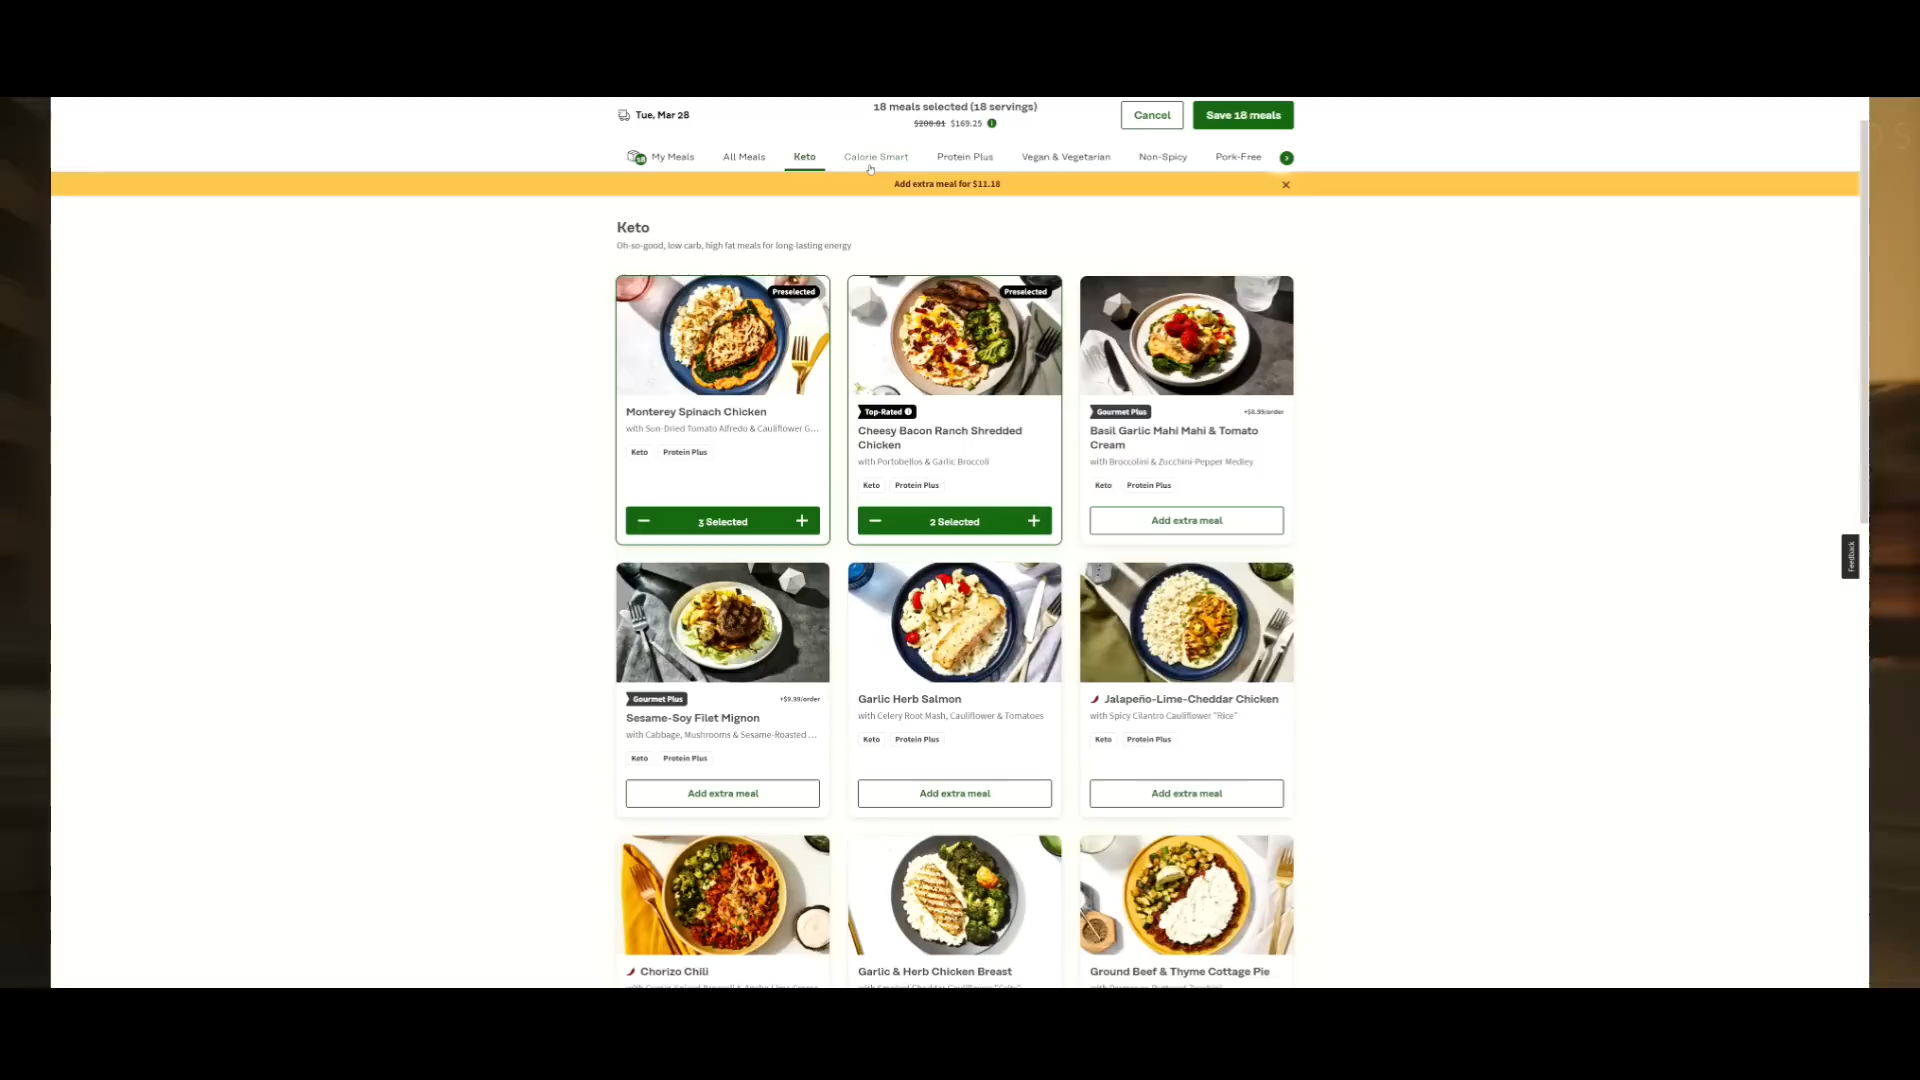 Tue, Mar 28
18 meals selected (18 servings)
$169.25
Cancel
Save 18 meals
18
My Meals
All Meals
Keto
Calorie Smart
Protein Plus
Vegan & Vegetarian
Non-Spicy
Pork-Free
Add extra meal for $11.18
Keto
Oh-so-good, low carb, high fat meals for long-lasting energy
Preselected
Monterey Spinach Chicken
with Sun-Dried Tomato Alfredo & Cauliflower G...
Keto
Protein Plus
3 Selected
Preselected
Top-Rated
Cheesy Bacon Ranch Shredded
Chicken
with Portobellos & Garlic Broccoli
Keto
Protein Plus
2 Selected
Gourmet Plus
Basil Garlic Mahi Mahi & Tomato
Cream
with Broccolini & Zucchini-Pepper Medley
Keto
Protein Plus
Add extra meal
Gourmet Plus
+$9.99/order
Sesame-Soy Filet Mignon
with Cabbage, Mushrooms & Sesame-Roasted ...
Keto
Protein Plus
Add extra meal
Garlic Herb Salmon
with Celery Root Mash, Cauliflower & Tomatoes
Keto
Protein Plus
Add extra meal
Jalapeño-Lime-Cheddar Chicken
with Spicy Cilantro Cauliflower "Rice"
Keto
Protein Plus
Add extra meal
Chorizo Chili
Garlic & Herb Chicken Breast
Ground Beef & Thyme Cottage Pie
Feedback